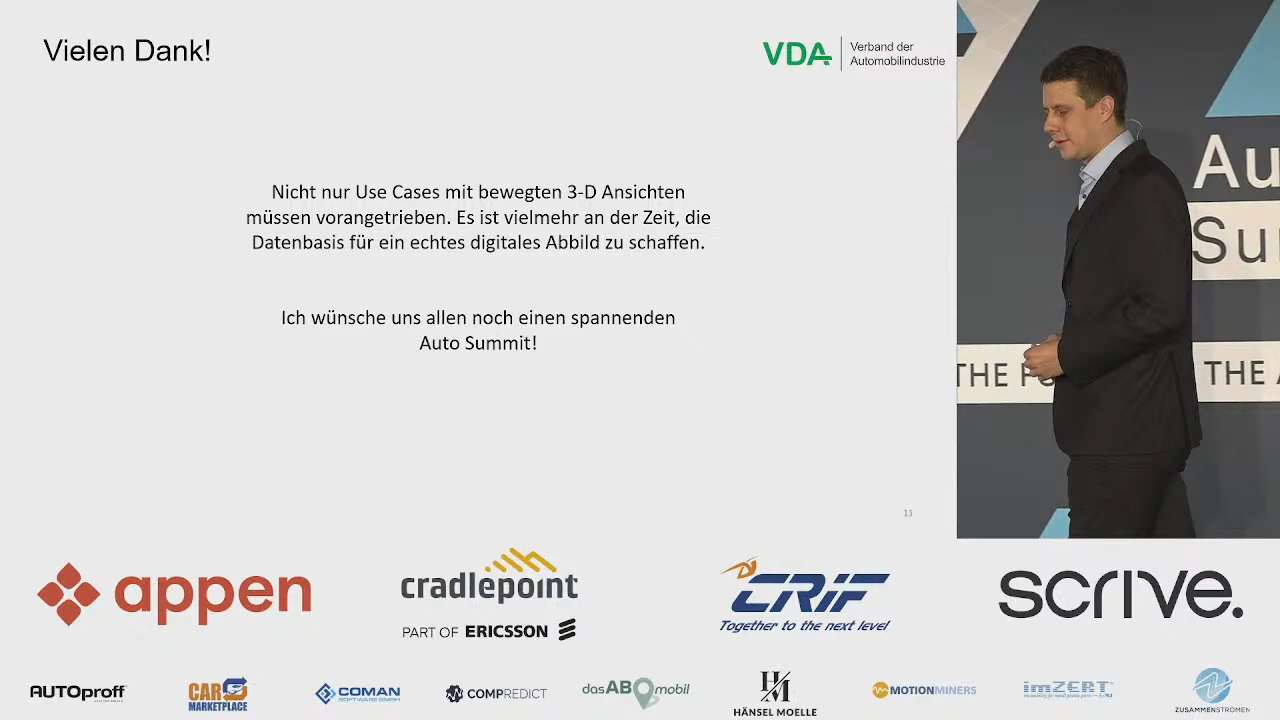 Vielen Dank!
VDA
Verband der
Automobilindustrie
Nicht nur Use Cases mit bewegten 3-D Ansichten
müssen vorangetrieben. Es ist vielmehr an der Zeit, die
Datenbasis für ein echtes digitales Abbild zu schaffen.
Ich wünsche uns allen noch einen spannenden
Auto Summit!
11
Au
Su
THE F
THE A
appen
cradlepoint
PART OF ERICSSON
CRIF
Together to the next level
scrive.
AUTOproff
CAR
MARKETPLACE
COMAN
SOFTWARE GMBH
COMPREDICT
dasABOmobil
H/M
HÄNSEL MOELLE
MOTIONMINERS
imZERT
ZUSAMMENSTROMEN